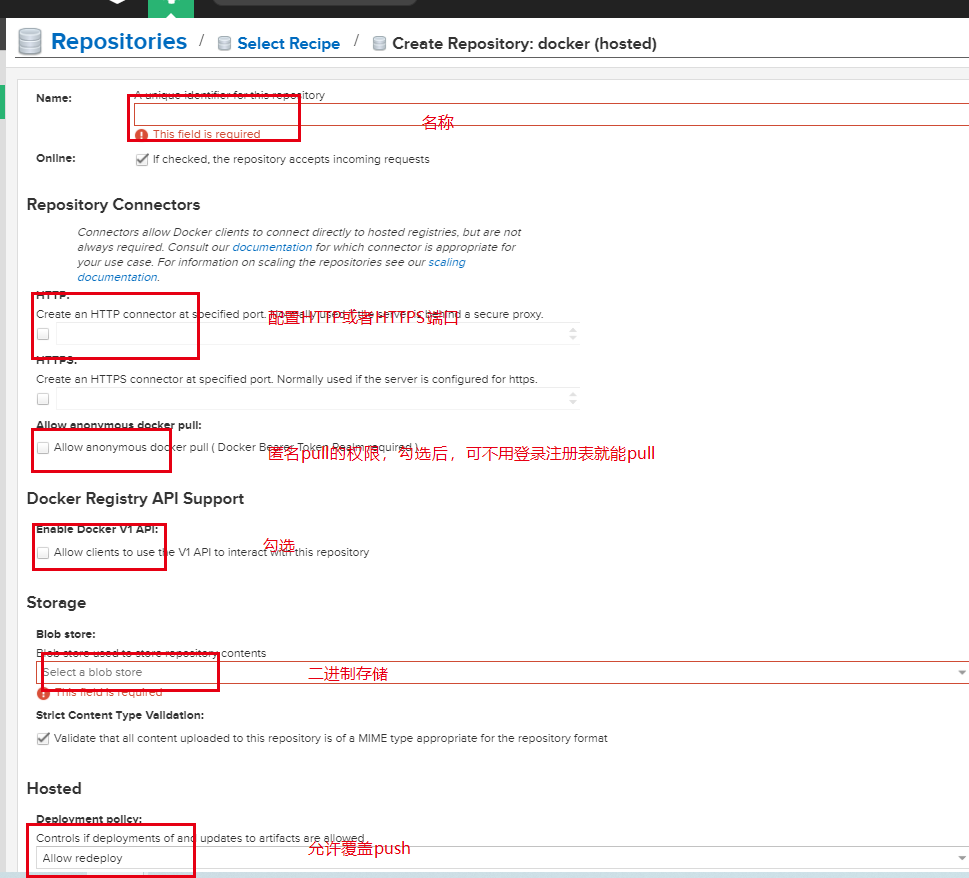 Repositories / Select Recipe / Create Repository: docker (hosted)
Name: A unique identifier for this repository
名称
This field is required
Online: If checked, the repository accepts incoming requests
Repository Connectors
Connectors allow Docker clients to connect directly to hosted registries, but are not
always required. Consult our documentation for which connector is appropriate for
your use case. For information on scaling the repositories see our scaling
documentation.
HTTP:
Create an HTTP connector at specified port. Normally used if the server is behind a secure proxy.
配置HTTP或者HTTPS端口
HTTPS:
Create an HTTPS connector at specified port. Normally used if the server is configured for https.
Allow anonymous docker pull:
Allow anonymous docker pull ( Docker Bearer Token Realm required )
匿名pull的权限，勾选后，可不用登录注册表就能pull
Docker Registry API Support
Enable Docker V1 API:
勾选
Allow clients to use the V1 API to interact with this repository
Storage
Blob store:
Blob store used to store repository contents
Select a blob store
二进制存储
This field is required
Strict Content Type Validation:
Validate that all content uploaded to this repository is of a MIME type appropriate for the repository format
Hosted
Deployment policy:
Controls if deployments of and updates to artifacts are allowed
允许覆盖push
Allow redeploy